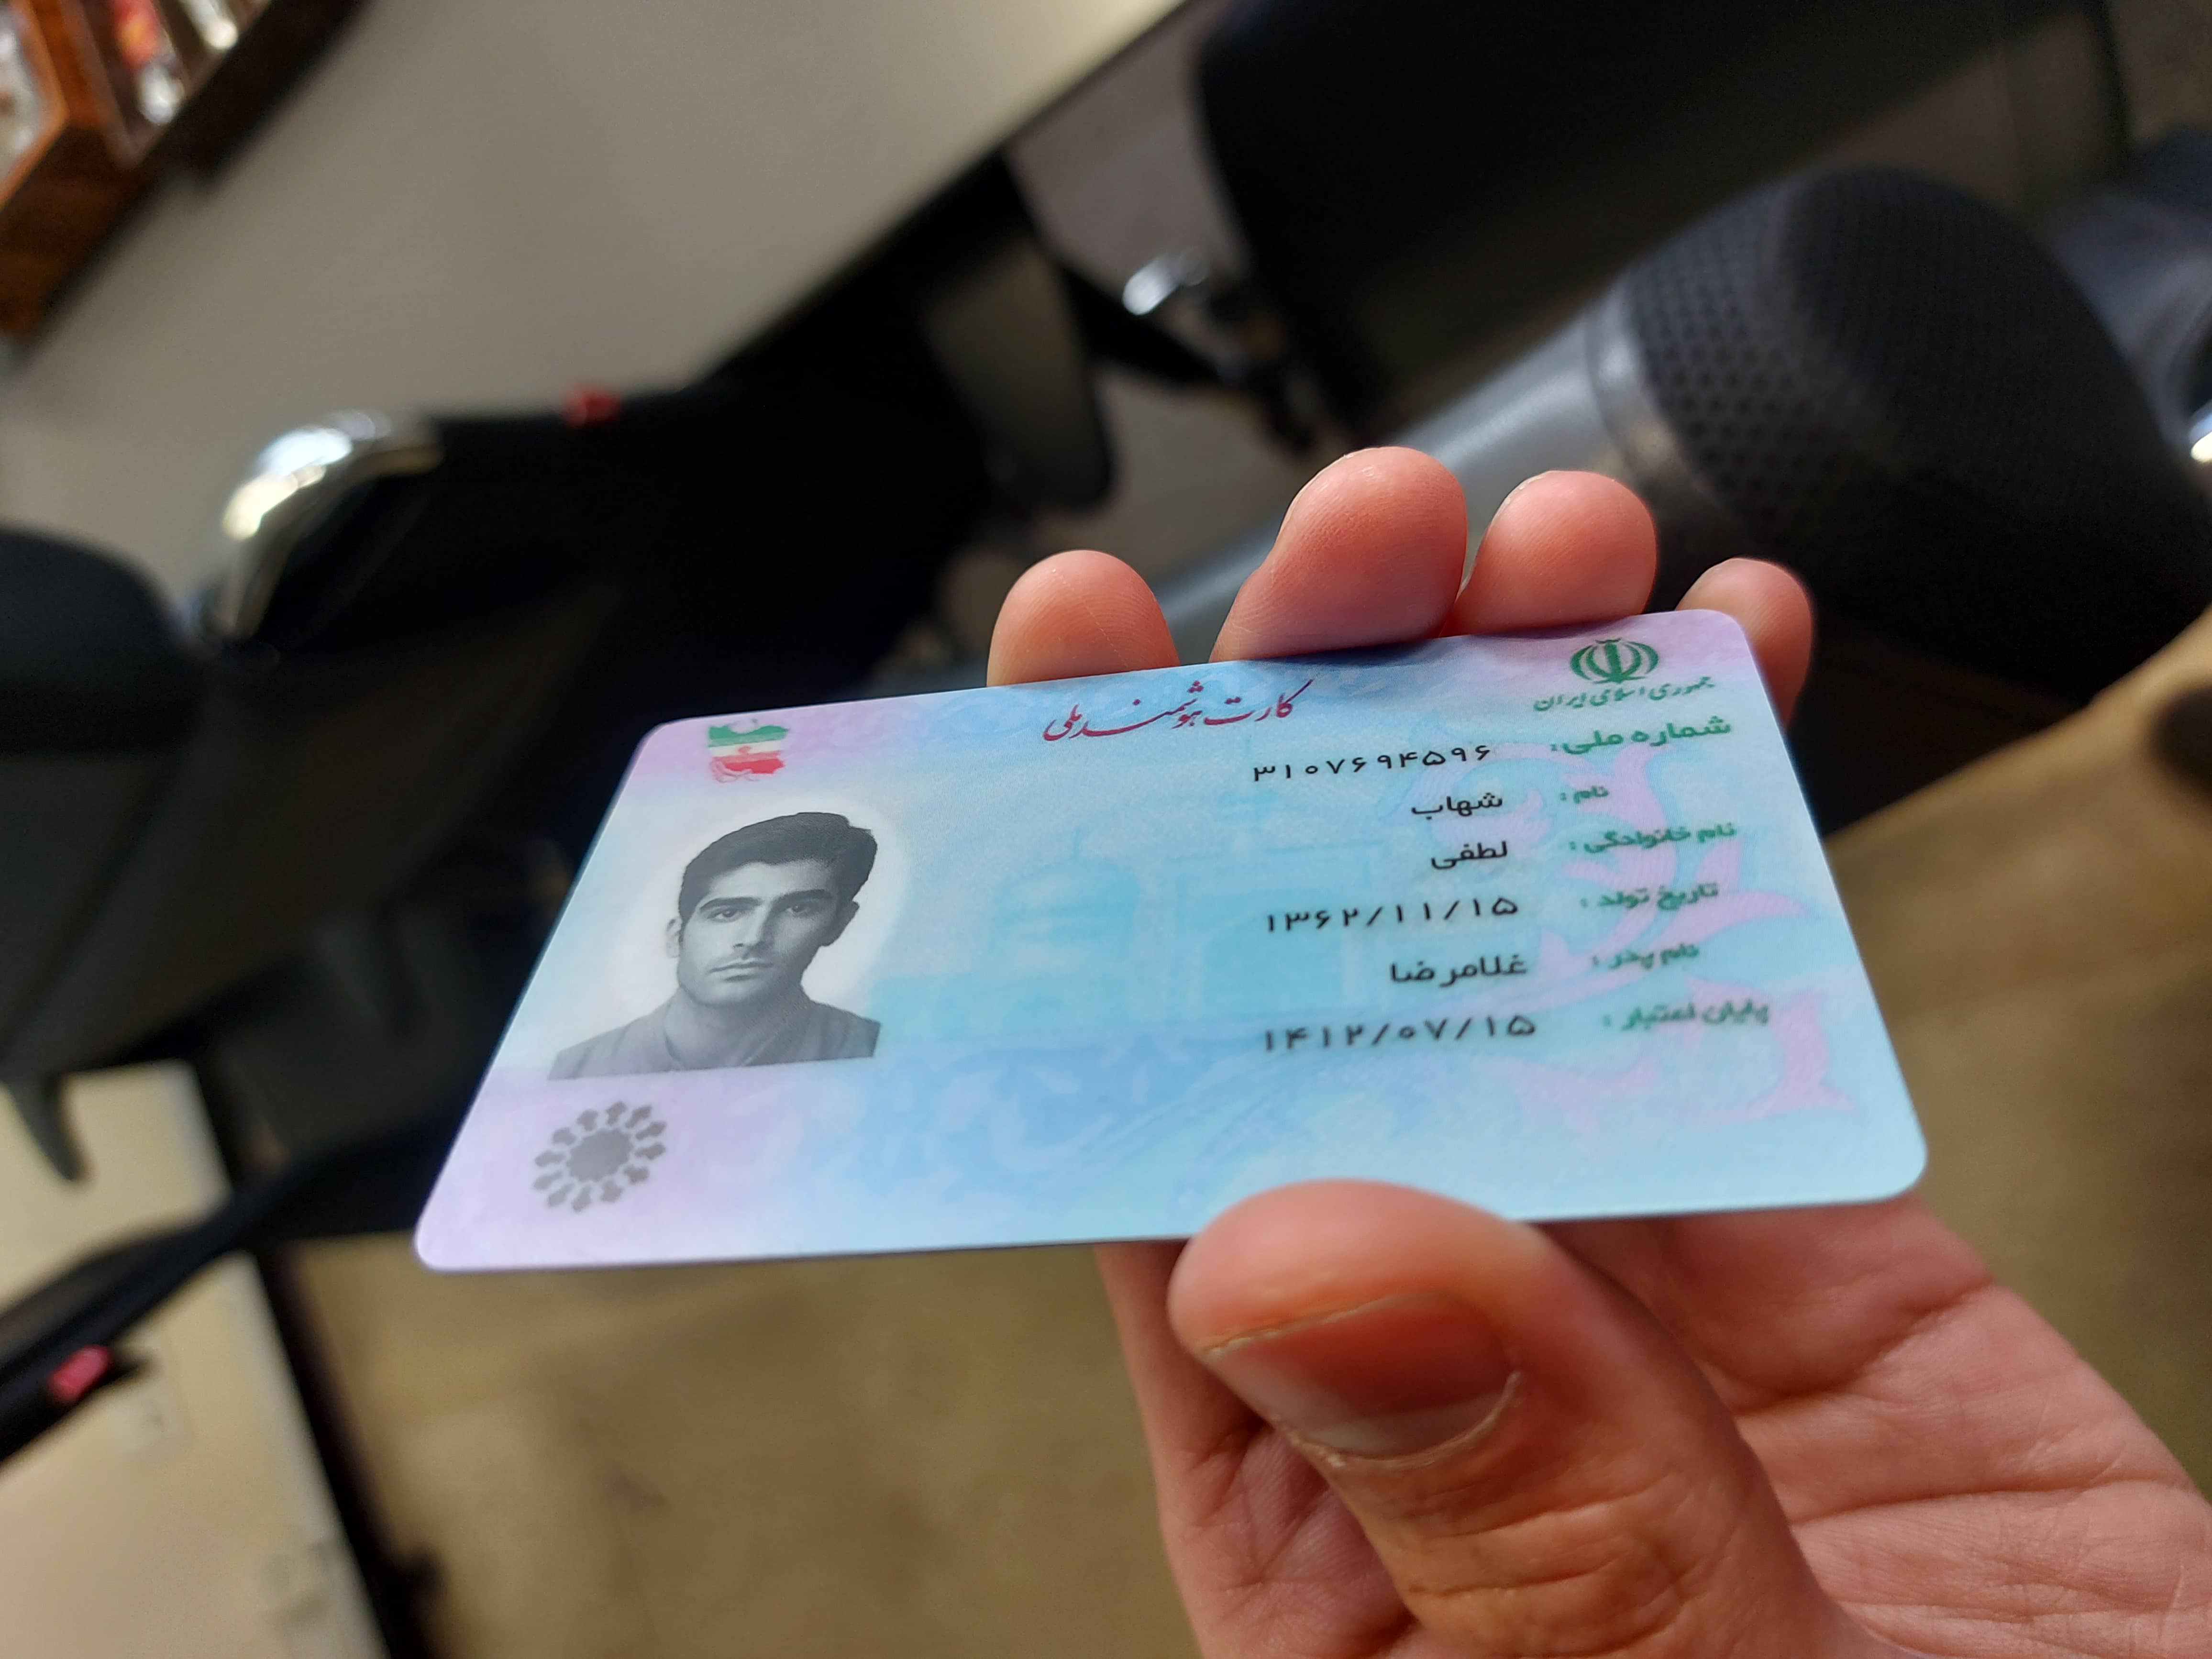 جمهوری اسلامی ایران
کارت هوشمند ملی
شماره ملی: ۳۱۰۷۶۹۴۵۹۶
نام: شهاب
نام خانوادگی: لطفی
تاریخ تولد: ۱۳۶۲/۱۱/۱۵
نام پدر: غلامرضا
پایان اعتبار: ۱۴۱۲/۰۷/۱۵